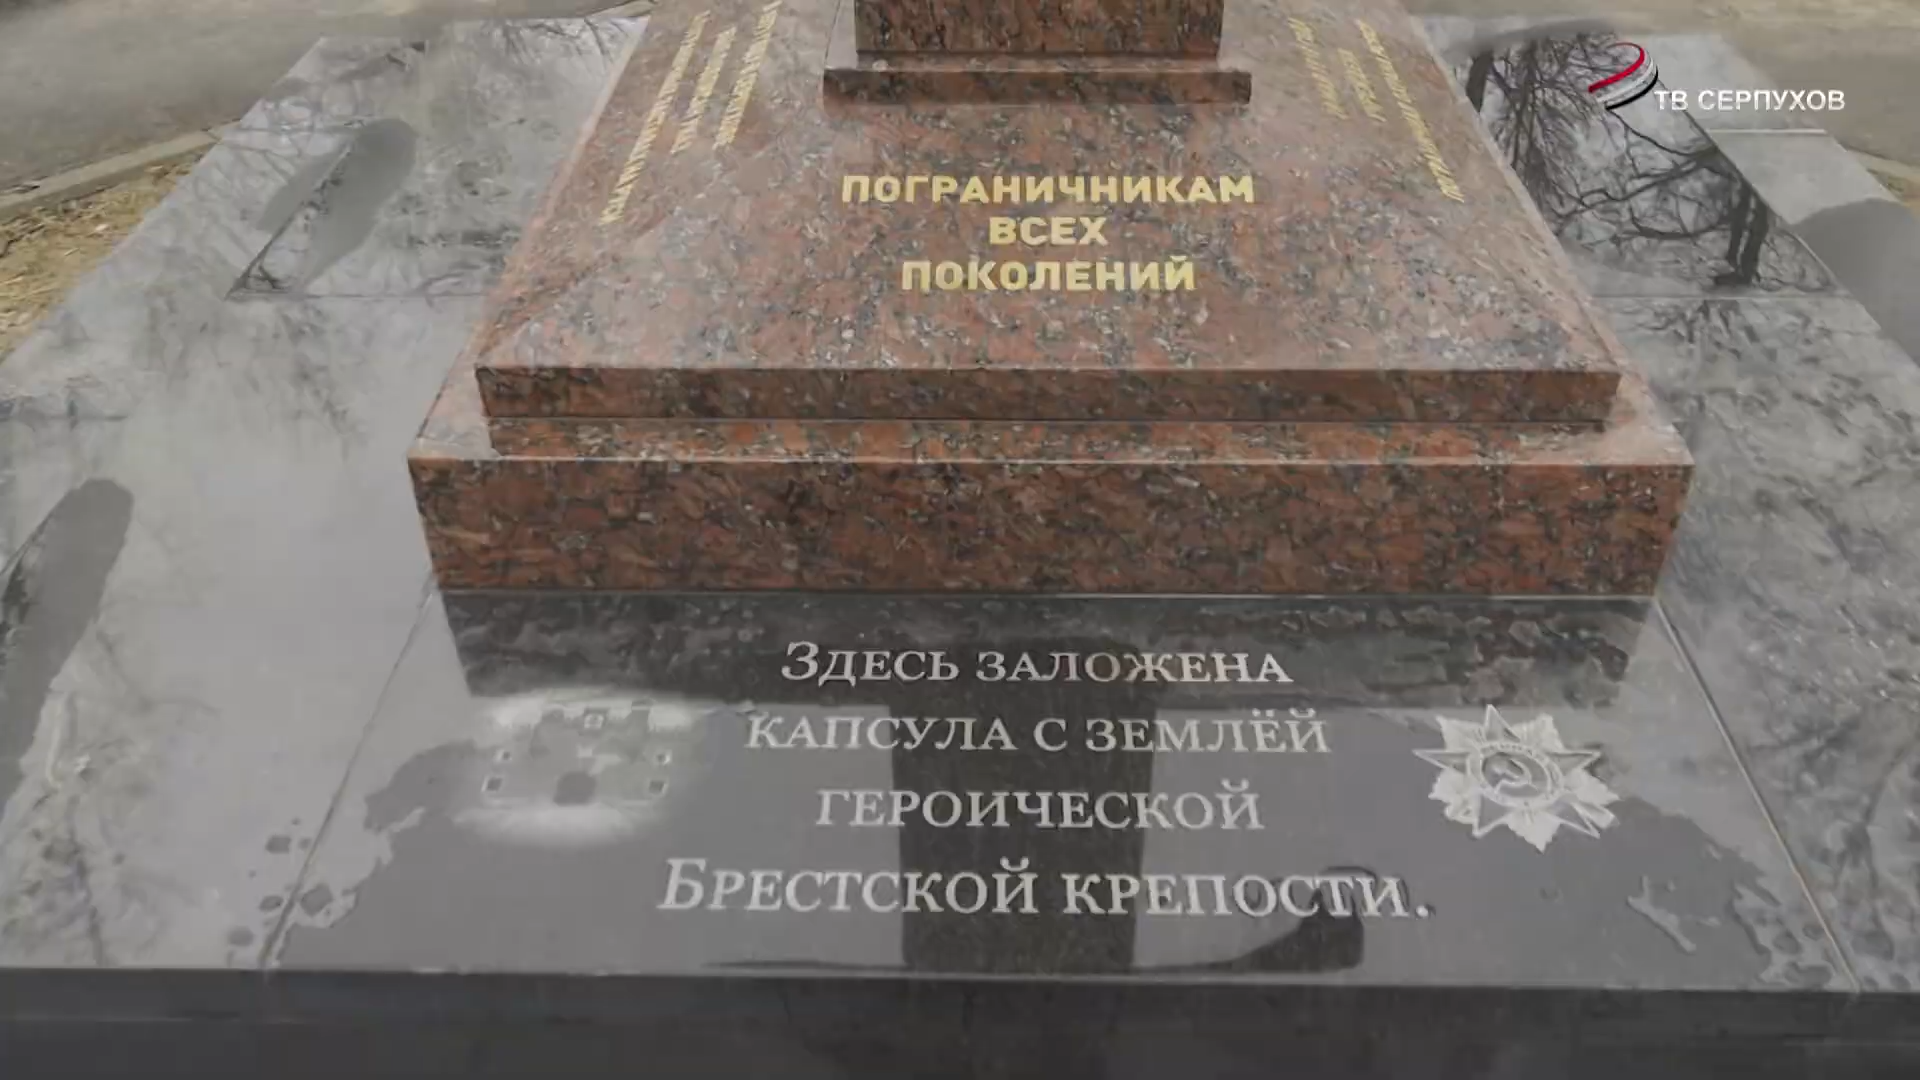 ТВ СЕРПУХОВ
ПОГРАНИЧНИКАМ
ВСЕХ
ПОКОЛЕНИЙ
Здесь заложена
капсула с землёй
героической
Брестской крепости.